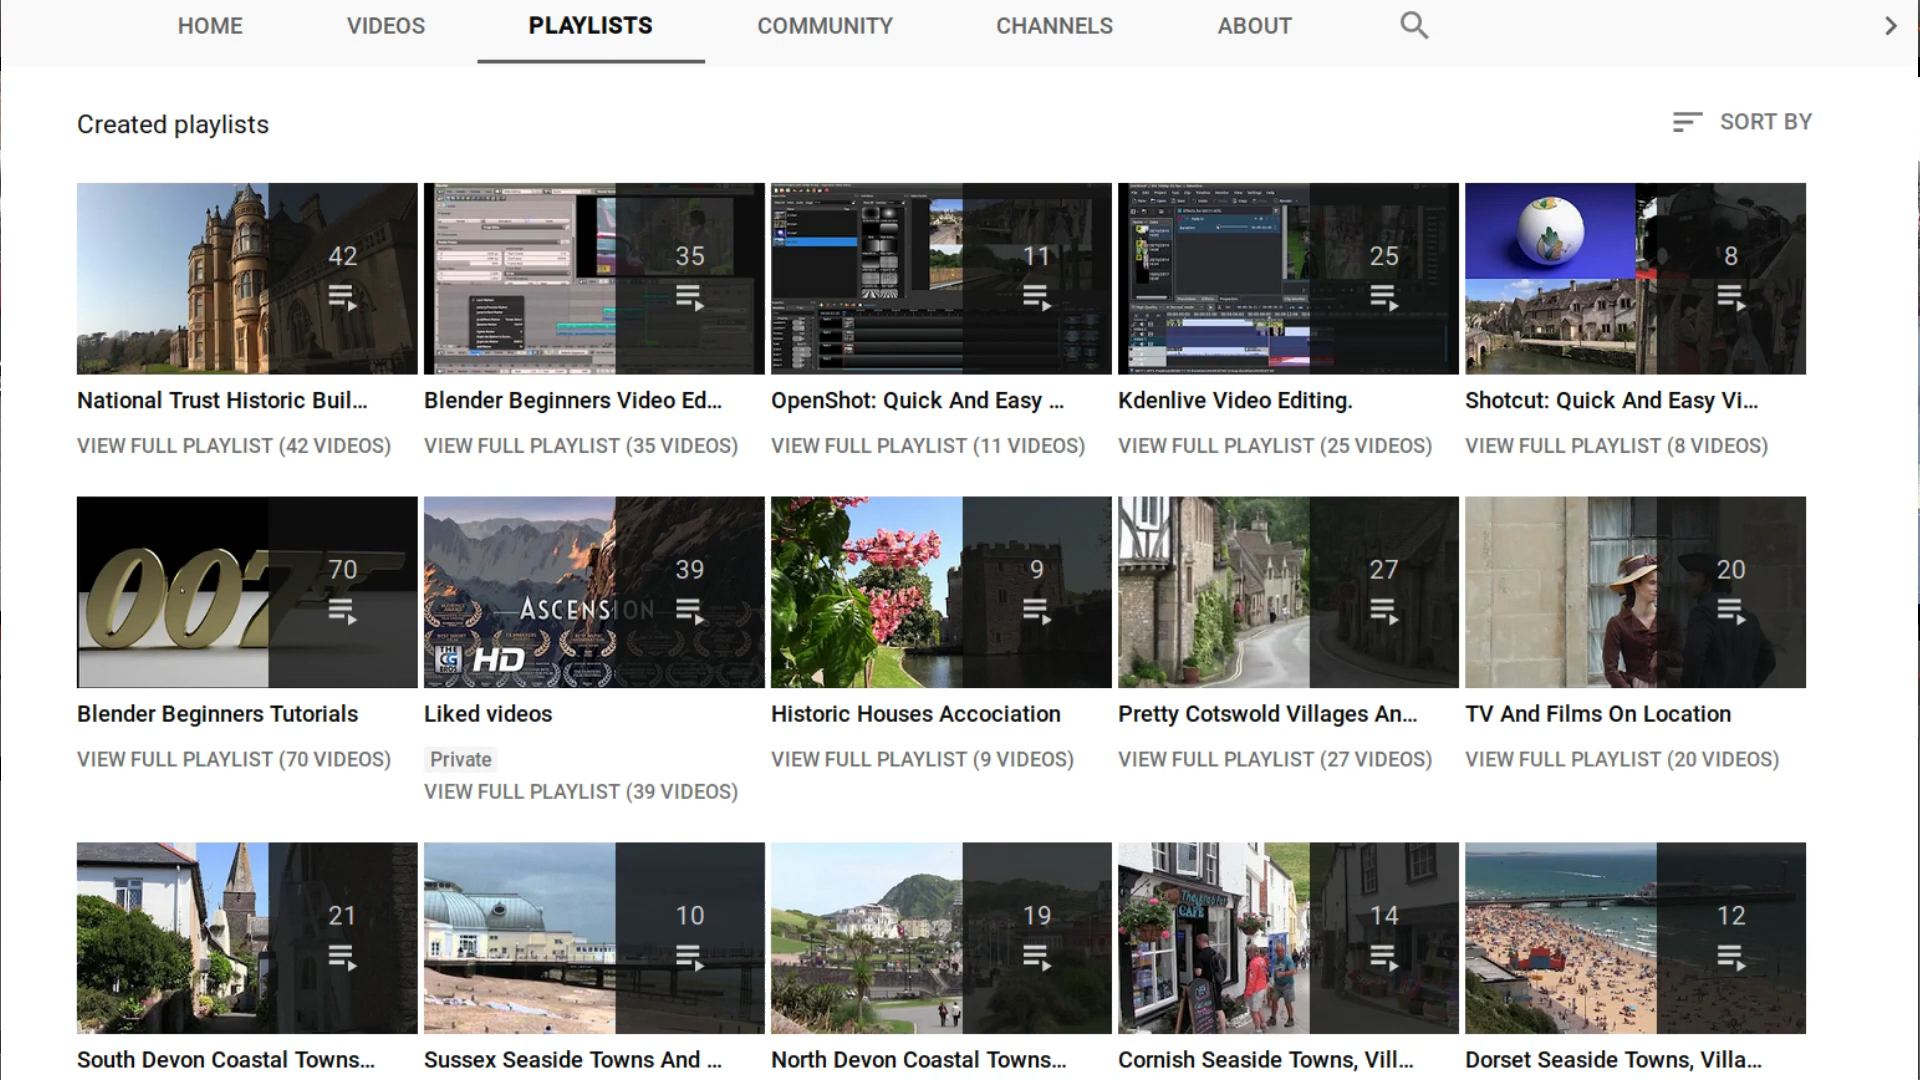 HOME VIDEOS PLAYLISTS COMMUNITY CHANNELS ABOUT
Created playlists
SORT BY
42 35 11 25 8
National Trust Historic Buil... Blender Beginners Video Ed... OpenShot: Quick And Easy ... Kdenlive Video Editing. Shotcut: Quick And Easy Vi...
VIEW FULL PLAYLIST (42 VIDEOS) VIEW FULL PLAYLIST (35 VIDEOS) VIEW FULL PLAYLIST (11 VIDEOS) VIEW FULL PLAYLIST (25 VIDEOS) VIEW FULL PLAYLIST (8 VIDEOS)
007
70 39 9 27 20
ASCENSION
THE CG BROS
HD
Blender Beginners Tutorials Liked videos Historic Houses Accociation Pretty Cotswold Villages An... TV And Films On Location
VIEW FULL PLAYLIST (70 VIDEOS) Private VIEW FULL PLAYLIST (9 VIDEOS) VIEW FULL PLAYLIST (27 VIDEOS) VIEW FULL PLAYLIST (20 VIDEOS)
VIEW FULL PLAYLIST (39 VIDEOS)
21 10 19 14 12
CAFE
South Devon Coastal Towns... Sussex Seaside Towns And ... North Devon Coastal Towns... Cornish Seaside Towns, Vill... Dorset Seaside Towns, Villa...